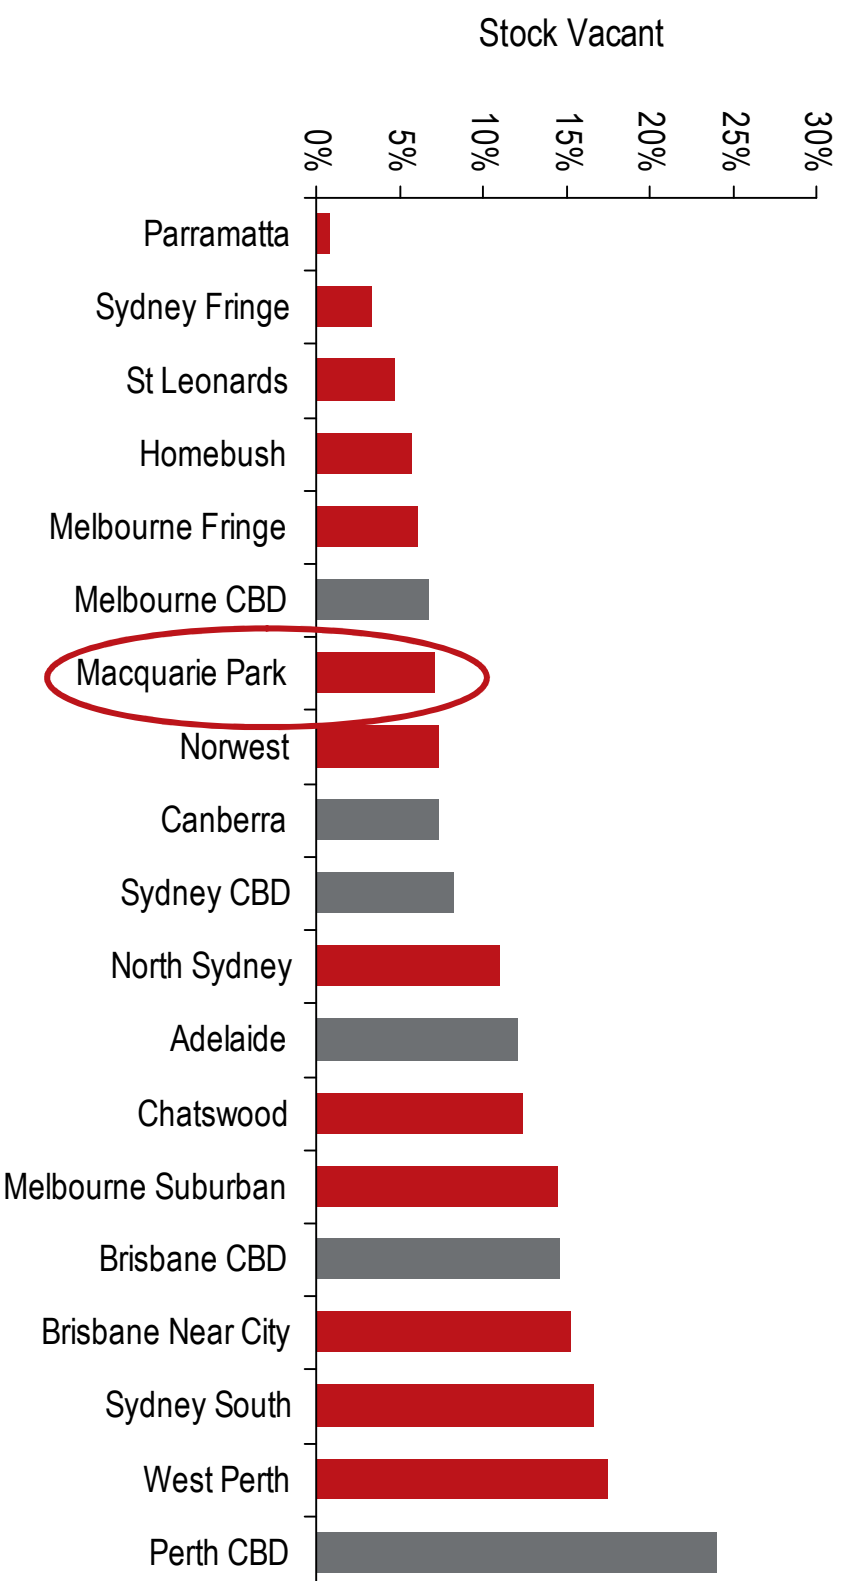 Stock Vacant
0%
5%
10%
15%
20%
25%
30%
Parramatta
Sydney Fringe
St Leonards
Homebush
Melbourne Fringe
Melbourne CBD
Macquarie Park
Norwest
Canberra
Sydney CBD
North Sydney
Adelaide
Chatswood
Melbourne Suburban
Brisbane CBD
Brisbane Near City
Sydney South
West Perth
Perth CBD